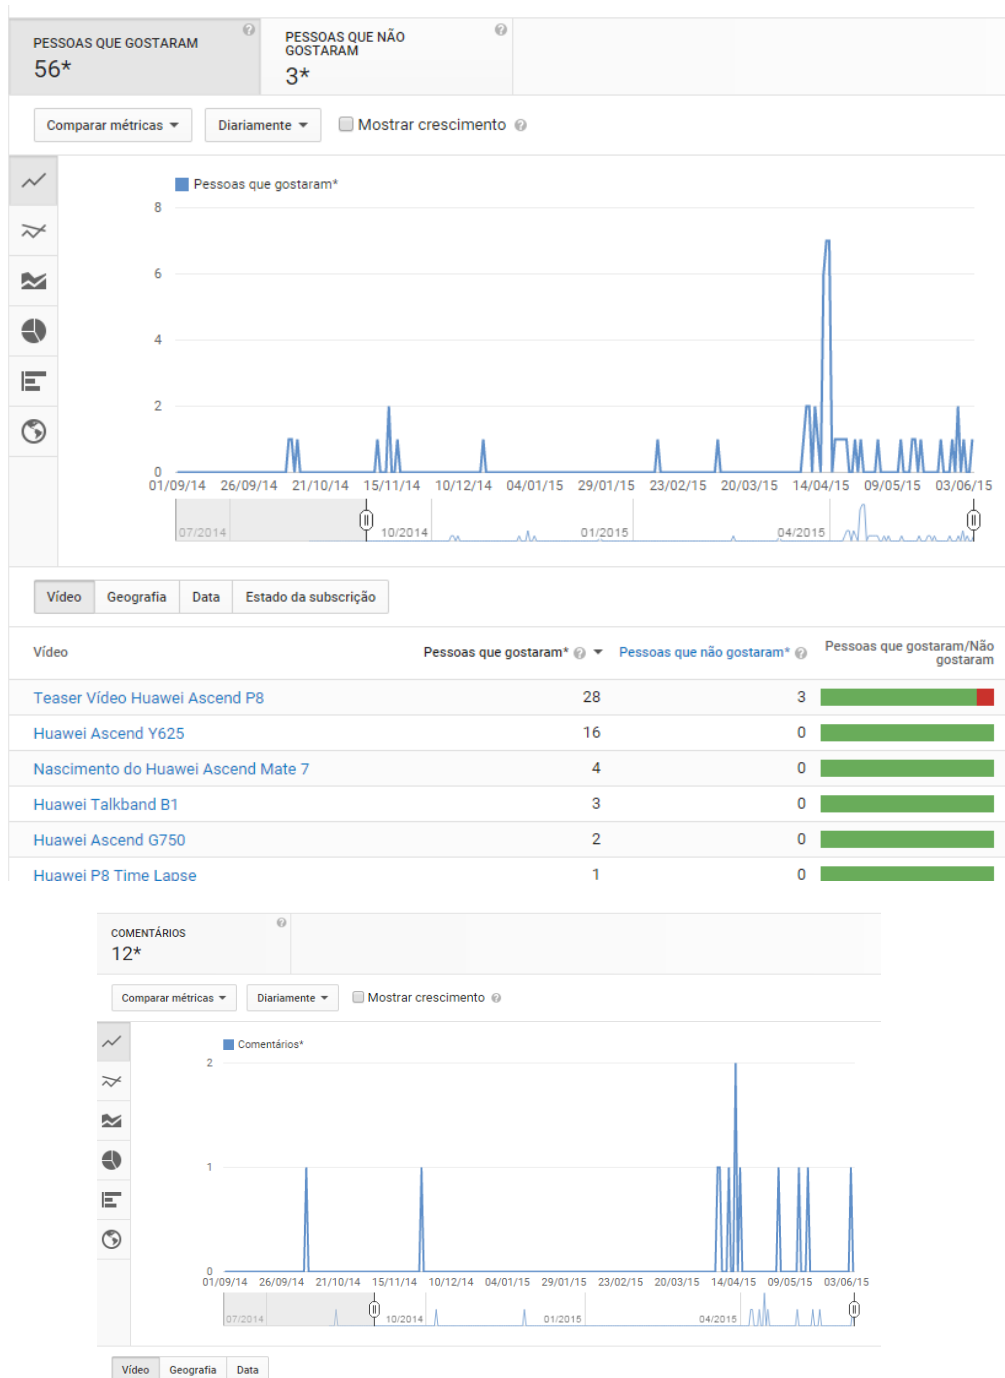 PESSOAS QUE GOSTARAM
56*
PESSOAS QUE NÃO
GOSTARAM
3*
Comparar métricas
Diariamente
Mostrar crescimento
Pessoas que gostaram*
8
6
4
2
0
01/09/14 26/09/14 21/10/14 15/11/14 10/12/14 04/01/15 29/01/15 23/02/15 20/03/15 14/04/15 09/05/15 03/06/15
07/2014 10/2014 01/2015 04/2015
Vídeo Geografia Data Estado da subscrição
Vídeo Pessoas que gostaram* Pessoas que não gostaram* Pessoas que gostaram/Não
gostaram
Teaser Vídeo Huawei Ascend P8 28 3
Huawei Ascend Y625 16 0
Nascimento do Huawei Ascend Mate 7 4 0
Huawei Talkband B1 3 0
Huawei Ascend G750 2 0
Huawei P8 Time Lapse 1 0
COMENTÁRIOS
12*
Comparar métricas
Diariamente
Mostrar crescimento
Comentários*
2
1
0
01/09/14 26/09/14 21/10/14 15/11/14 10/12/14 04/01/15 29/01/15 23/02/15 20/03/15 14/04/15 09/05/15 03/06/15
07/2014 10/2014 01/2015 04/2015
Vídeo Geografia Data